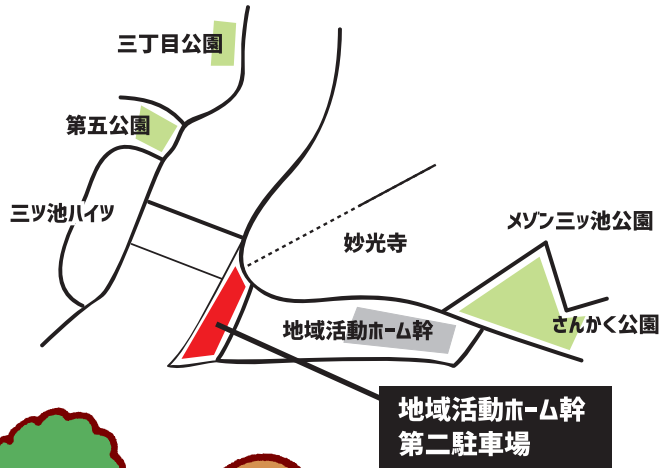 三丁目公園
第五公園
三ツ池ハイツ
妙光寺
メゾン三ッ池公園
さんかく公園
地域活動ホーム幹
地域活動ホーム幹
第二駐車場